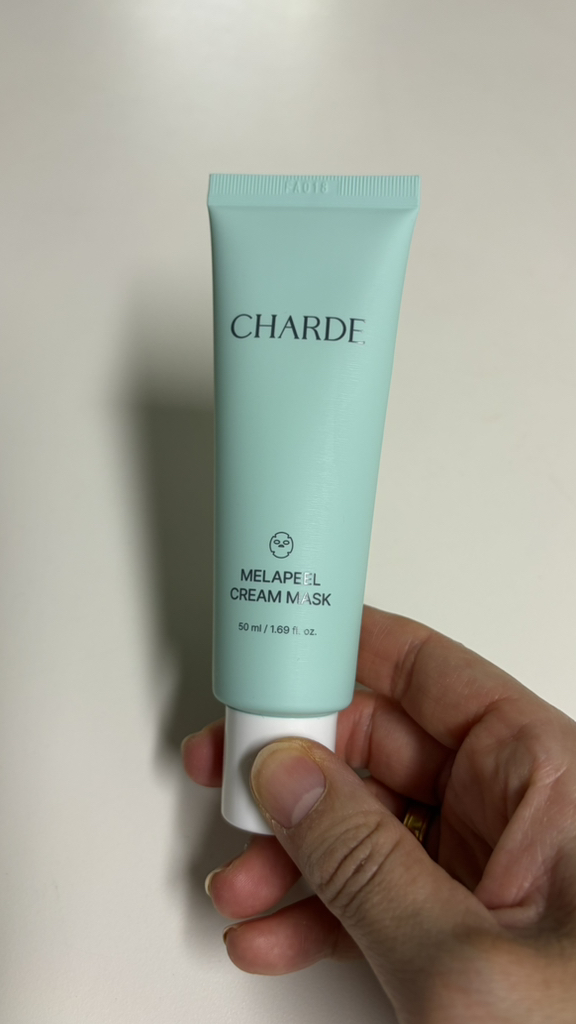 CHARDE
MELAPEEL
CREAM MASK
50 ml / 1.69 fl. oz.